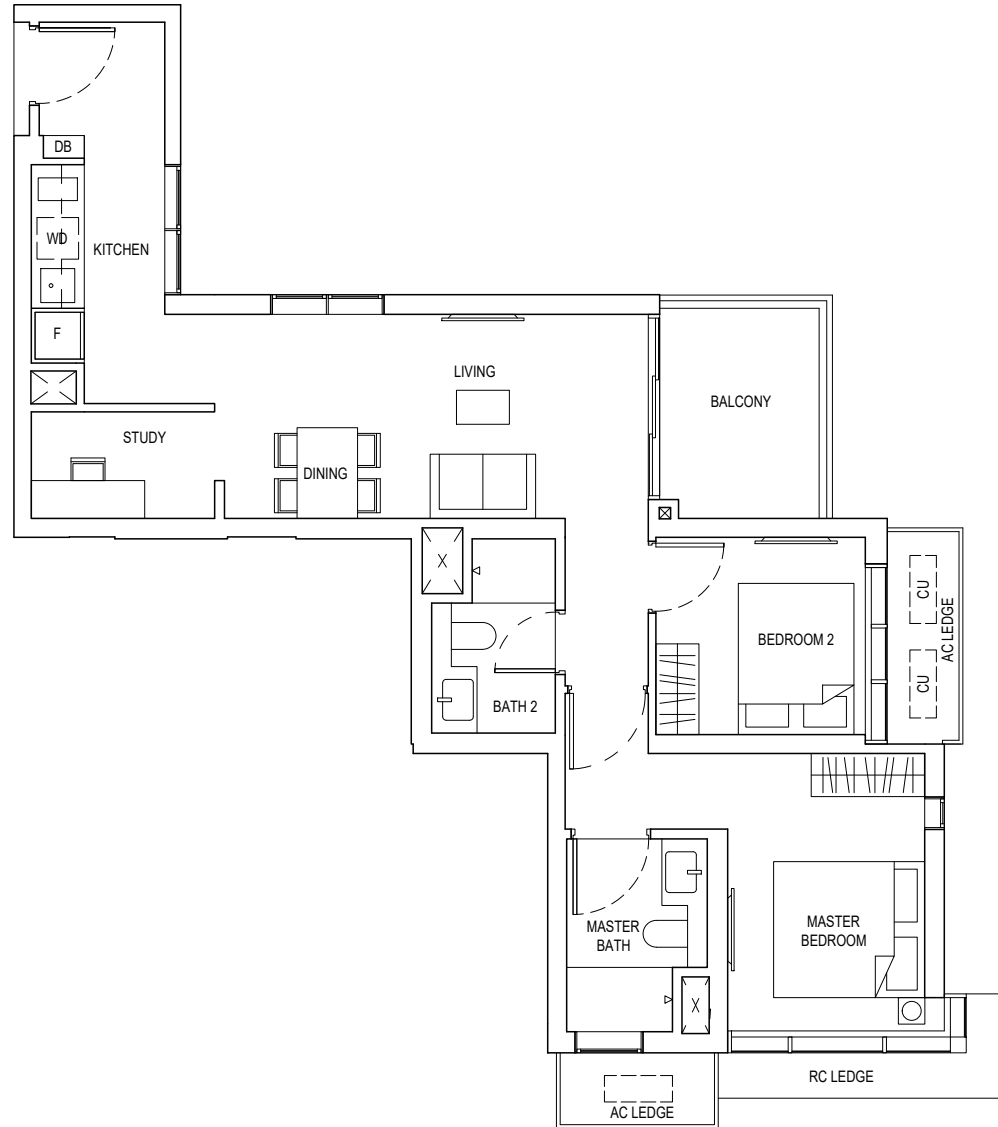 DB
WD
KITCHEN
F
LIVING
BALCONY
STUDY
DINING
X
CU
AC LEDGE
CU
BEDROOM 2
BATH 2
MASTER
BATH
MASTER
BEDROOM
X
RC LEDGE
AC LEDGE